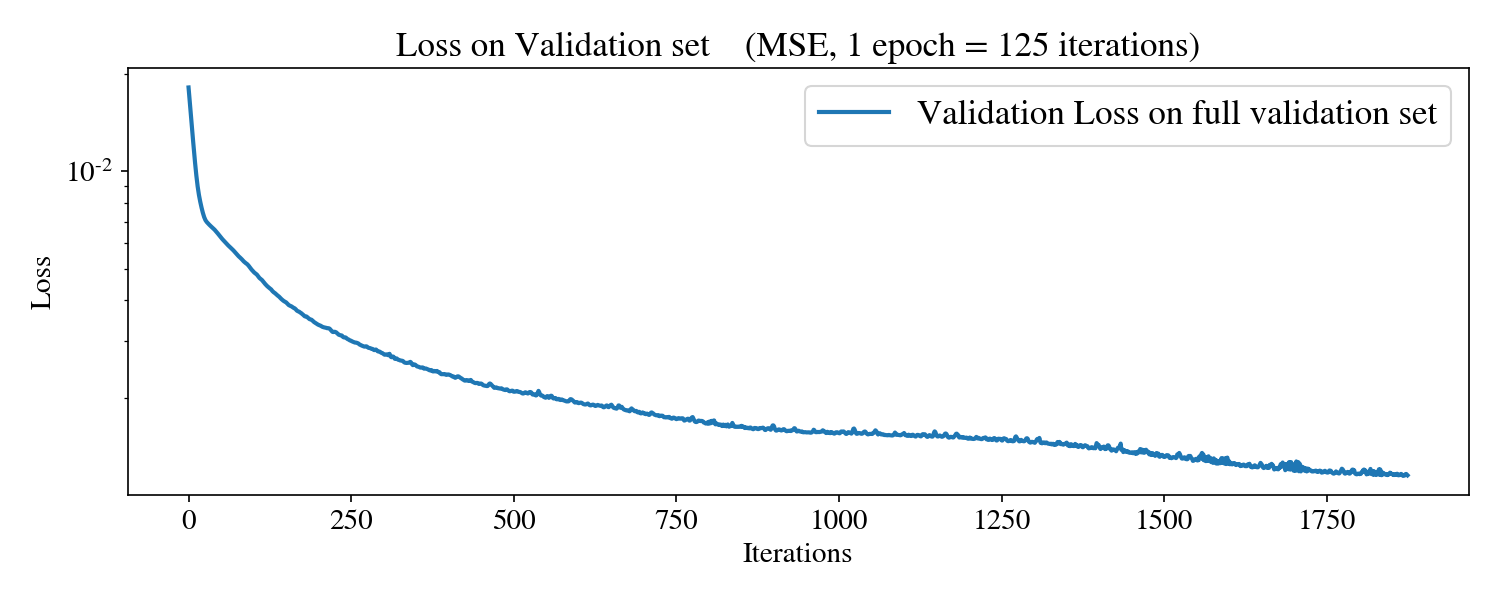 Loss on Validation set (MSE, 1 epoch = 125 iterations)
Validation Loss on full validation set
10⁻²
Loss
0 250 500 750 1000 1250 1500 1750
Iterations